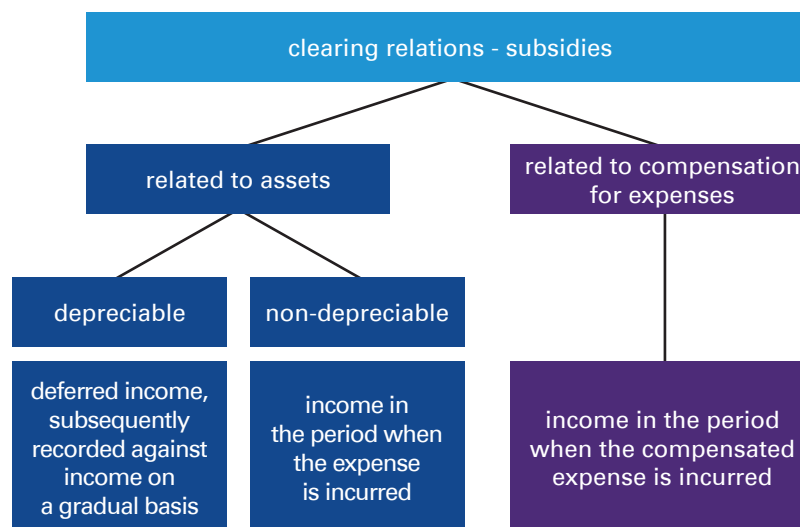 clearing relations - subsidies
related to assets
related to compensation
for expenses
depreciable
non-depreciable
deferred income,
subsequently
recorded against
income on
a gradual basis
income in
the period when
the expense
is incurred
income in the period
when the compensated
expense is incurred